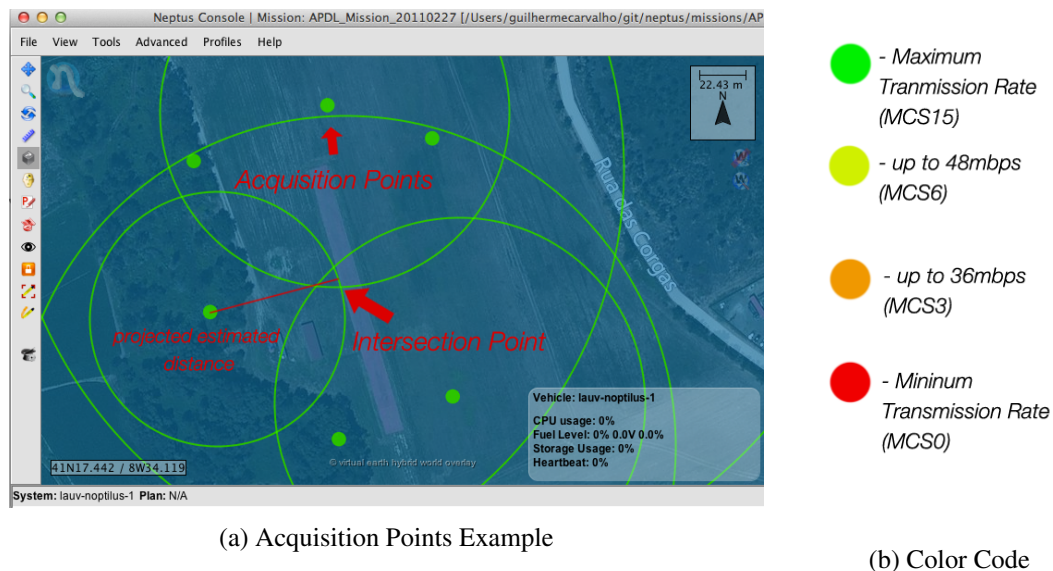 Neptus Console | Mission: APDL_Mission_20110227 [/Users/guilhermecarvalho/git/neptus/missions/AP
File View Tools Advanced Profiles Help
22.43 m
N
Acquisition Points
Ruardas Corgas
projected estimated
distance
Intersection Point
Vehicle: lauv-noptilus-1
CPU usage: 0%
Fuel Level: 0% 0.0V 0.0%
Storage Usage: 0%
Heartbeat: 0%
41N17.442 / 8W34.119
© virtual earth hybrid world overlay
System: lauv-noptilus-1 Plan: N/A
(a) Acquisition Points Example
- Maximum
Tranmission Rate
(MCS15)
- up to 48mbps
(MCS6)
- up to 36mbps
(MCS3)
- Mininum
Transmission Rate
(MCS0)
(b) Color Code